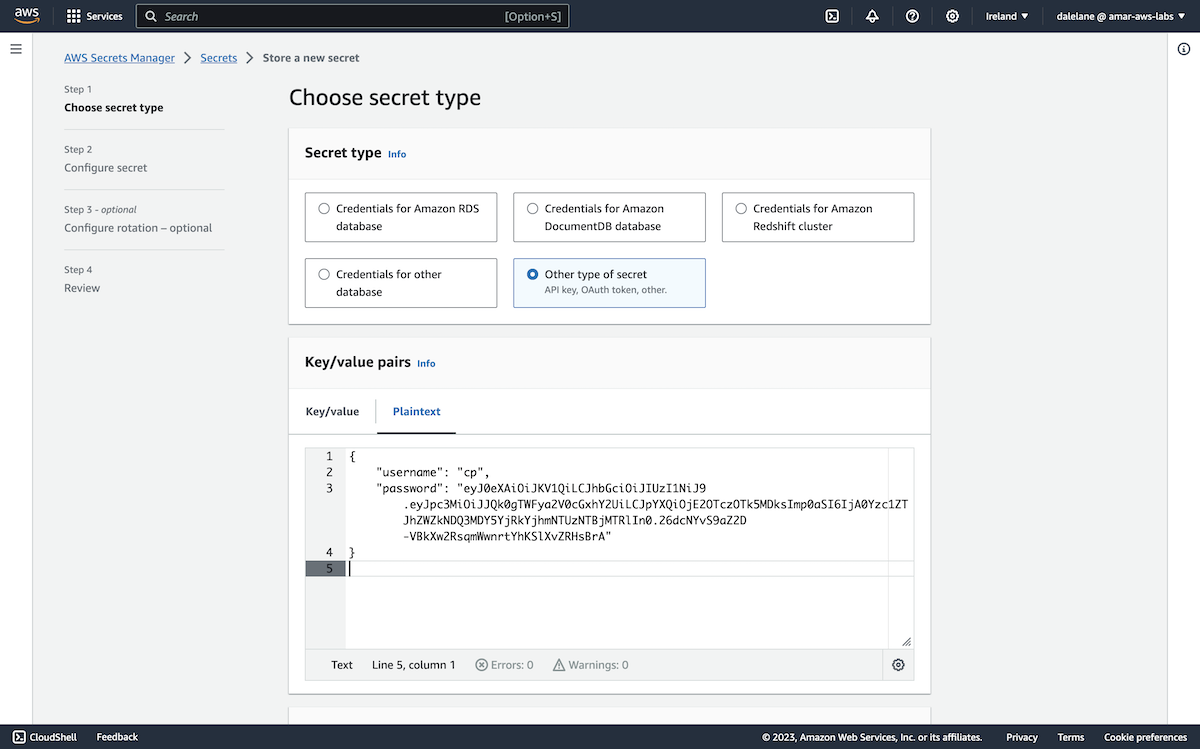 aws
Services
Search
[Option+S]
Ireland ▼
dalelane @ amar-aws-labs ▼
AWS Secrets Manager > Secrets > Store a new secret
Step 1
Choose secret type
Step 2
Configure secret
Step 3 - optional
Configure rotation – optional
Step 4
Review
Choose secret type
Secret type Info
Credentials for Amazon RDS
database
Credentials for Amazon
DocumentDB database
Credentials for Amazon
Redshift cluster
Credentials for other
database
Other type of secret
API key, OAuth token, other.
Key/value pairs Info
Key/value
Plaintext
1 {
2 "username": "cp",
3 "password": "eyJ0eXAiOiJKV1QiLCJhbGciOiJIUzI1NiJ9
.eyJpc3MiOiJJQk0gTWFya2V0cGxhY2UiLCJpYXQiOjE2OTczOTk5MDksImp0aSI6IjA0Yzc1ZT
JhZWZkNDQ3MDY5YjRkYjhmNTUzNTBjMTRlIn0.26dcNYvS9aZ2D
-VBkXw2RsqmWwnrtYhKSlXvZRHsBrA"
4 }
5
Text Line 5, column 1 Errors: 0 Warnings: 0
CloudShell
Feedback
© 2023, Amazon Web Services, Inc. or its affiliates.
Privacy
Terms
Cookie preferences